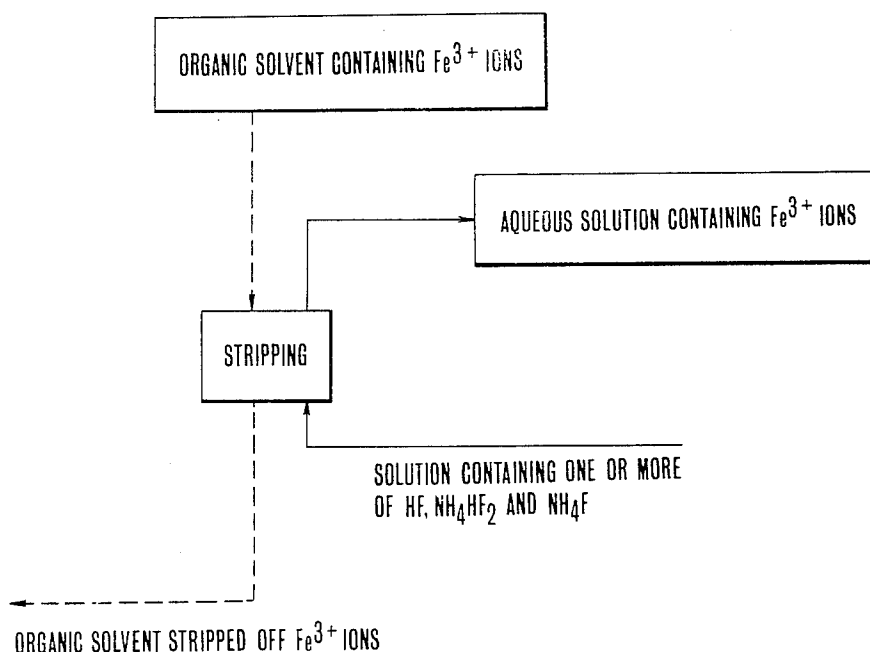 ORGANIC SOLVENT CONTAINING Fe³⁺ IONS
AQUEOUS SOLUTION CONTAINING Fe³⁺ IONS
STRIPPING
SOLUTION CONTAINING ONE OR MORE
OF HF, NH₄HF₂ AND NH₄F
ORGANIC SOLVENT STRIPPED OFF Fe³⁺ IONS